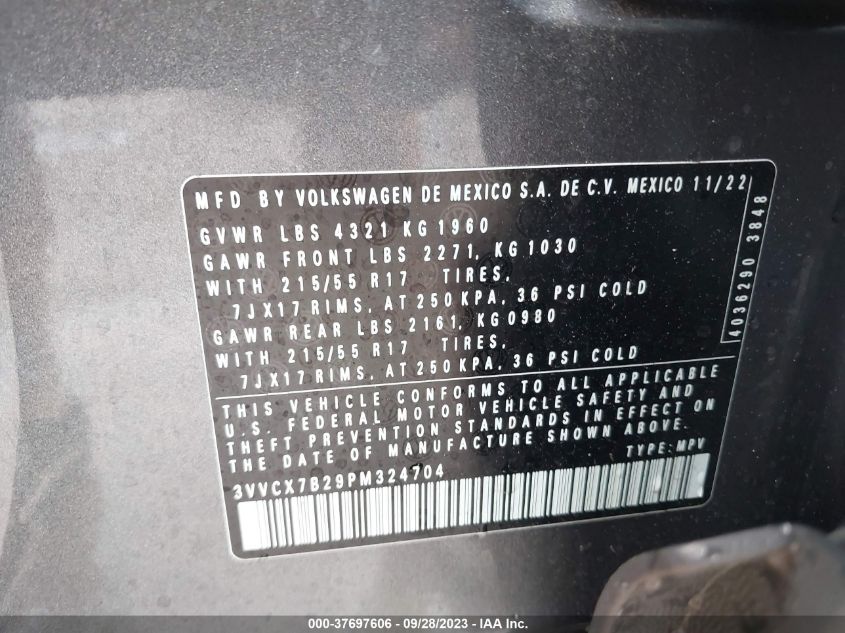 MFD BY VOLKSWAGEN DE MEXICO S.A. DE C.V. MEXICO 11/22
GVWR LBS 4321 KG 1960
GAWR FRONT LBS 2271, KG 1030
WITH 215/55 R17 TIRES,
7JX17 RIMS, AT 250 KPA, 36 PSI COLD
GAWR REAR LBS 2161, KG 0980
WITH 215/55 R17 TIRES,
7JX17 RIMS, AT 250 KPA, 36 PSI COLD
4036290 3848
THIS VEHICLE CONFORMS TO ALL APPLICABLE
U.S. FEDERAL MOTOR VEHICLE SAFETY AND
THEFT PREVENTION STANDARDS IN EFFECT ON
THE DATE OF MANUFACTURE SHOWN ABOVE.
TYPE: MPV
3VVCX7B29PM324704
000-37697606 / 09/28/2023 - © IAA Inc.